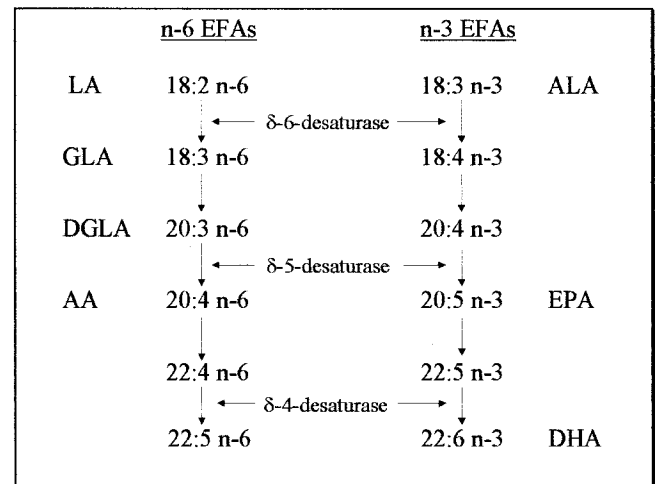 n-6 EFAs n-3 EFAs
LA 18:2 n-6 18:3 n-3 ALA
δ-6-desaturase
GLA 18:3 n-6 18:4 n-3
DGLA 20:3 n-6 20:4 n-3
δ-5-desaturase
AA 20:4 n-6 20:5 n-3 EPA
22:4 n-6 22:5 n-3
δ-4-desaturase
22:5 n-6 22:6 n-3 DHA